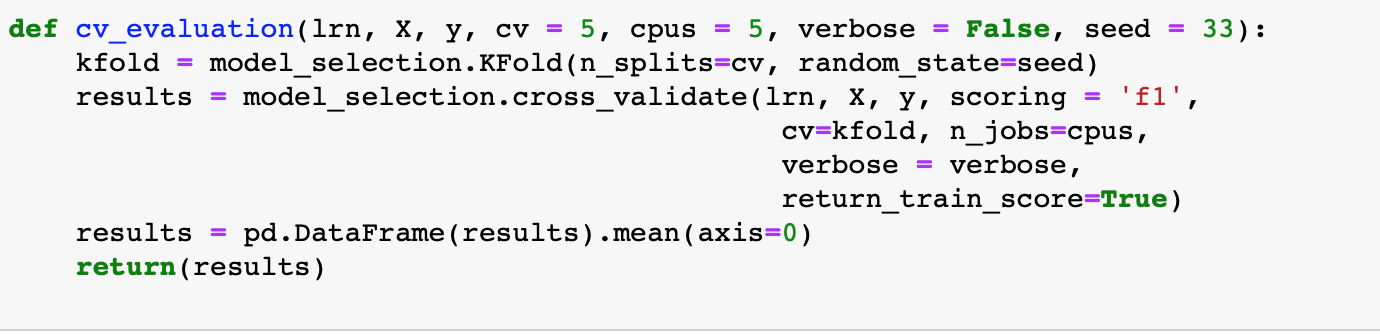 def cv_evaluation(lrn, X, y, cv = 5, cpus = 5, verbose = False, seed = 33):
    kfold = model_selection.KFold(n_splits=cv, random_state=seed)
    results = model_selection.cross_validate(lrn, X, y, scoring = 'f1',
                                              cv=kfold, n_jobs=cpus,
                                              verbose = verbose,
                                              return_train_score=True)
    results = pd.DataFrame(results).mean(axis=0)
    return(results)